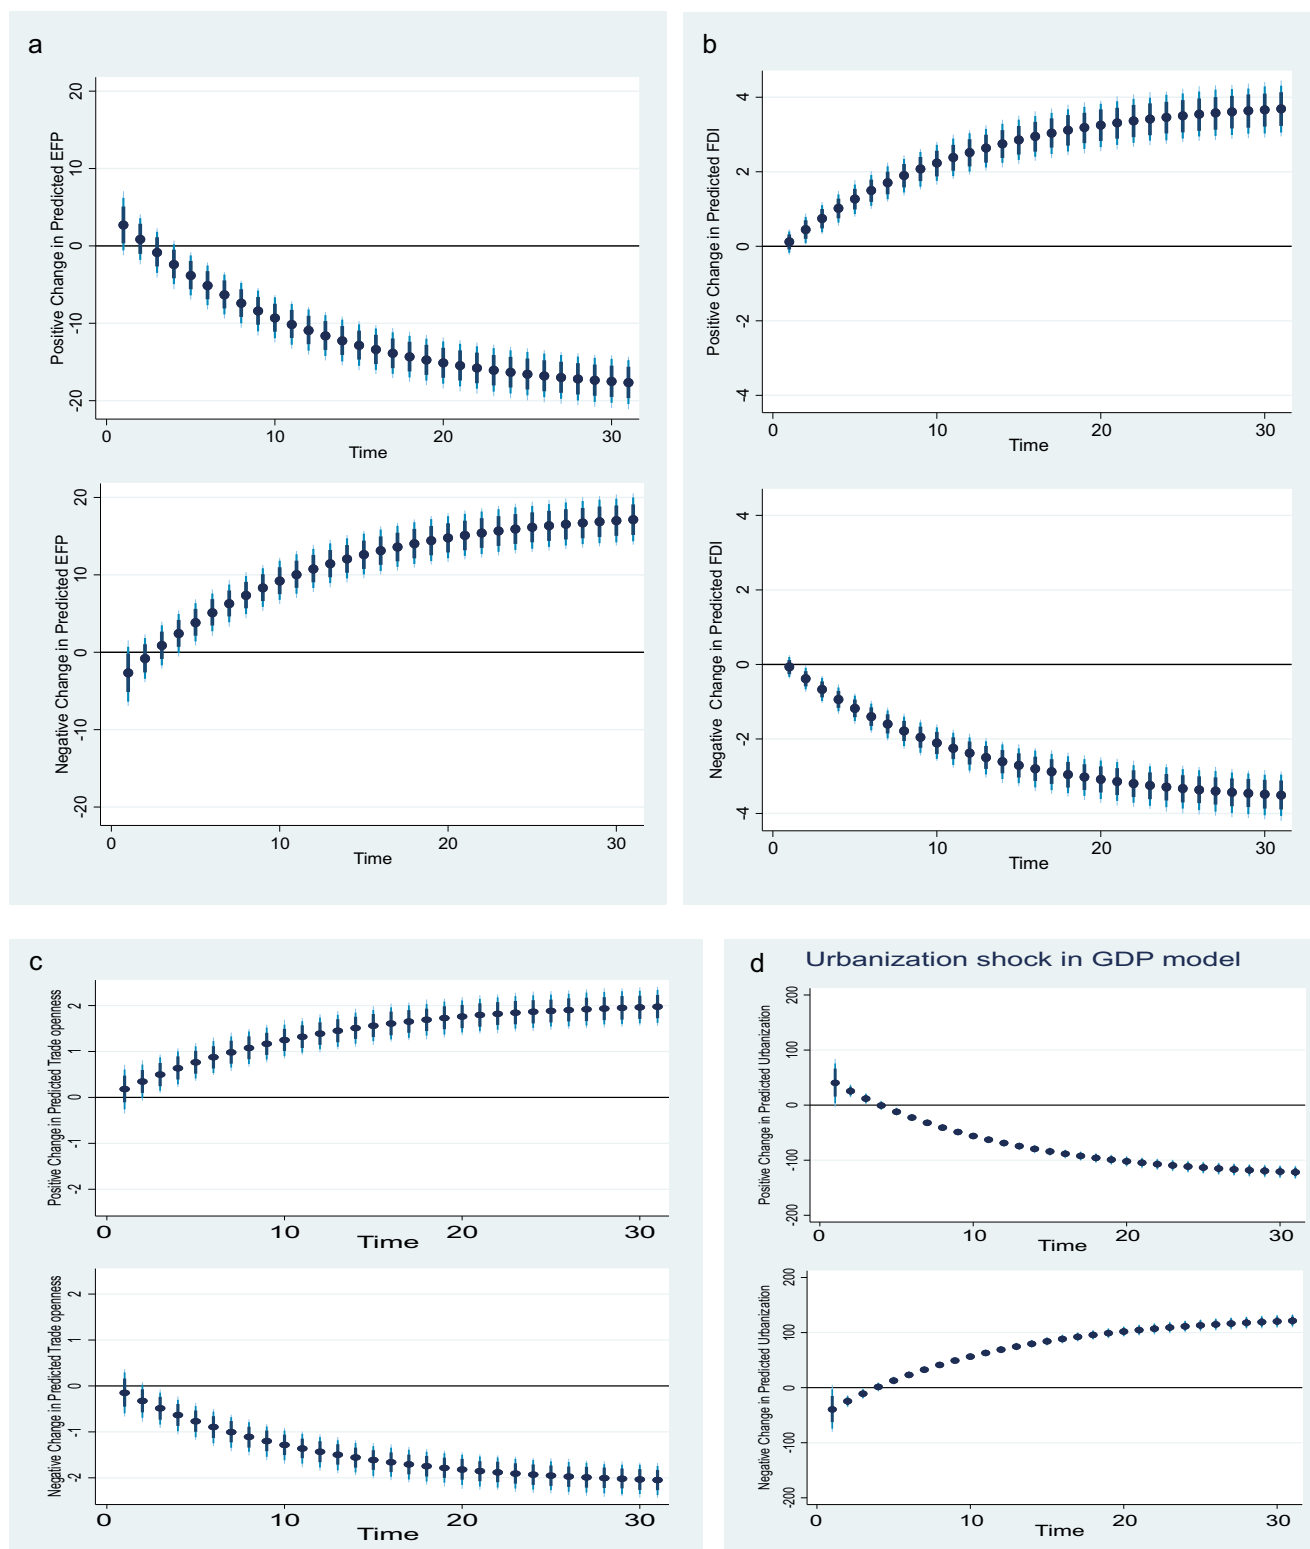 a
Positive Change in Predicted EFP
20
10
0
-10
-20
0 10 20 30
Time
Negative Change in Predicted EFP
20
10
0
-10
-20
0 10 20 30
Time
b
Positive Change in Predicted FDI
4
2
0
-2
-4
0 10 20 30
Time
Negative Change in Predicted FDI
4
2
0
-2
-4
0 10 20 30
Time
c
Positive Change in Predicted Trade openness
2
1
0
-1
-2
0 10 20 30
Time
Negative Change in Predicted Trade openness
2
1
0
-1
-2
0 10 20 30
Time
d
Urbanization shock in GDP model
Positive Change in Predicted Urbanization
200
100
0
-100
-200
0 10 20 30
Time
Negative Change in Predicted Urbanization
200
100
0
-100
-200
0 10 20 30
Time